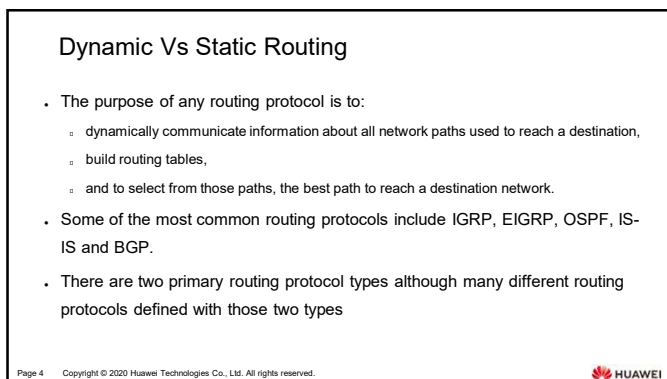 Dynamic Vs Static Routing
• The purpose of any routing protocol is to:
▫ dynamically communicate information about all network paths used to reach a destination,
▫ build routing tables,
▫ and to select from those paths, the best path to reach a destination network.
• Some of the most common routing protocols include IGRP, EIGRP, OSPF, IS-
IS and BGP.
• There are two primary routing protocol types although many different routing
protocols defined with those two types
Page 4 Copyright © 2020 Huawei Technologies Co., Ltd. All rights reserved.
HUAWEI